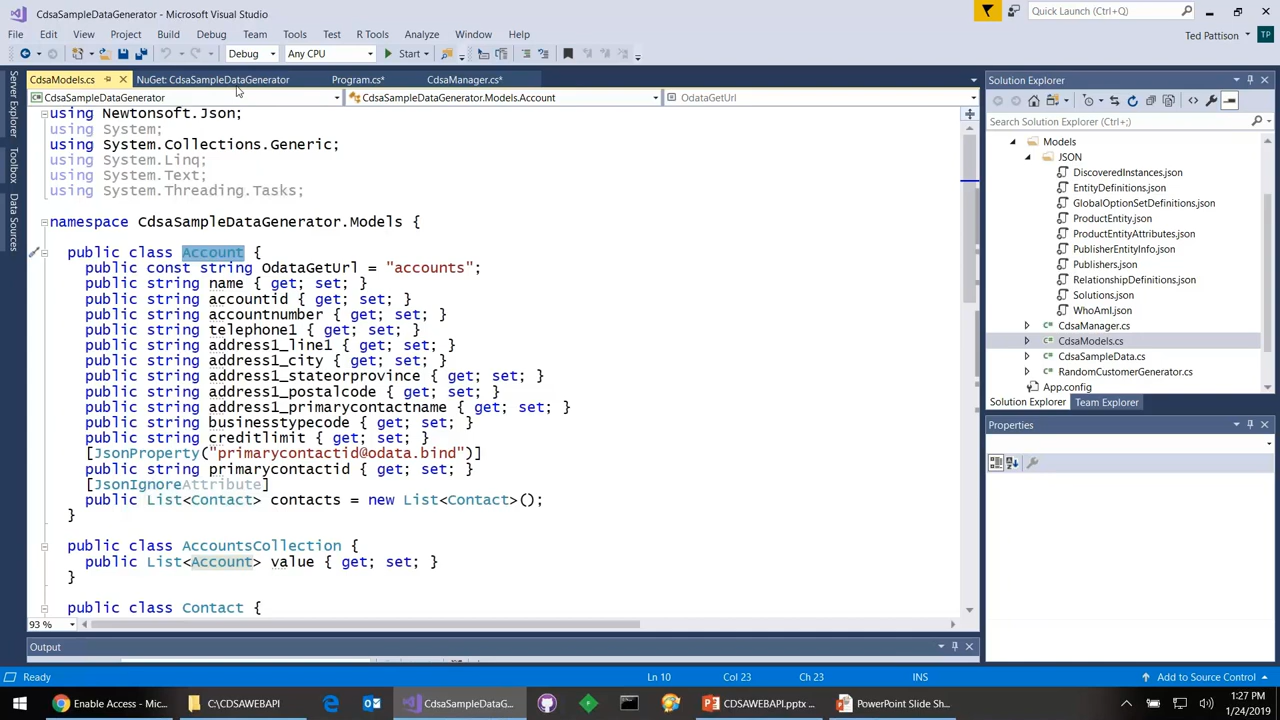 CdsaSampleDataGenerator - Microsoft Visual Studio
Quick Launch (Ctrl+Q)
File Edit View Project Build Debug Team Tools Test R Tools Analyze Window Help
Ted Pattison
TP
Debug Any CPU Start
CdsaModels.cs NuGet: CdsaSampleDataGenerator Program.cs* CdsaManager.cs*
CdsaSampleDataGenerator CdsaSampleDataGenerator.Models.Account OdataGetUrl
Server Explorer
Toolbox
Data Sources
using Newtonsoft.Json;
using System;
using System.Collections.Generic;
using System.Linq;
using System.Text;
using System.Threading.Tasks;
namespace CdsaSampleDataGenerator.Models {
public class Account {
public const string OdataGetUrl = "accounts";
public string name { get; set; }
public string accountid { get; set; }
public string accountnumber { get; set; }
public string telephone1 { get; set; }
public string address1_line1 { get; set; }
public string address1_city { get; set; }
public string address1_stateorprovince { get; set; }
public string address1_postalcode { get; set; }
public string address1_primarycontactname { get; set; }
public string businesstypecode { get; set; }
public string creditlimit { get; set; }
[JsonProperty("primarycontactid@odata.bind")]
public string primarycontactid { get; set; }
[JsonIgnoreAttribute]
public List<Contact> contacts = new List<Contact>();
}
public class AccountsCollection {
public List<Account> value { get; set; }
}
public class Contact {
93 %
Output
Solution Explorer
Search Solution Explorer (Ctrl+;)
Models
JSON
DiscoveredInstances.json
EntityDefinitions.json
GlobalOptionSetDefinitions.json
ProductEntity.json
ProductEntityAttributes.json
PublisherEntityInfo.json
Publishers.json
RelationshipDefinitions.json
Solutions.json
WhoAmI.json
CdsaManager.cs
CdsaModels.cs
CdsaSampleData.cs
RandomCustomerGenerator.cs
App.config
Solution Explorer Team Explorer
Properties
Ready Ln 10 Col 23 Ch 23 INS Add to Source Control
Enable Access - Mic... C:\CDSAWEBAPI CdsaSampleDataG... CDSAWEBAPI.pptx ... PowerPoint Slide Sh...
1:27 PM
1/24/2019